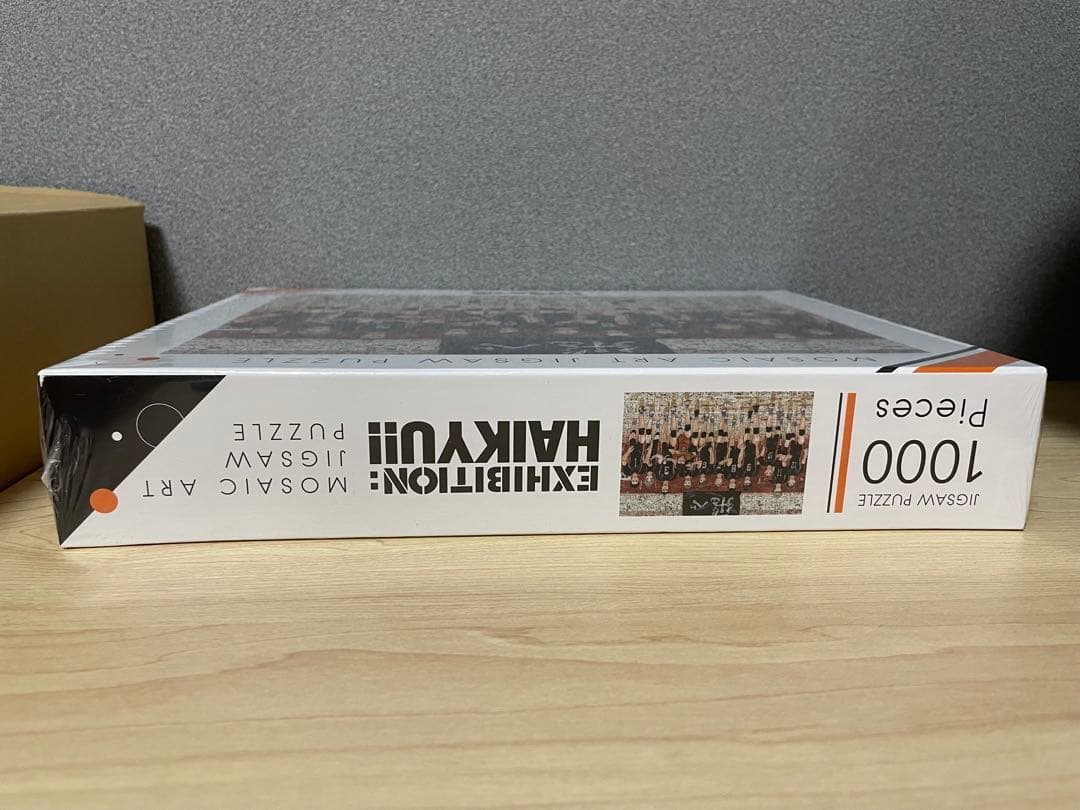 MOSAIC ART JIGSAW PUZZLE
JIGSAW PUZZLE
1000
Pieces
EXHIBITION:
HAIKYU!!
MOSAIC ART
JIGSAW
PUZZLE